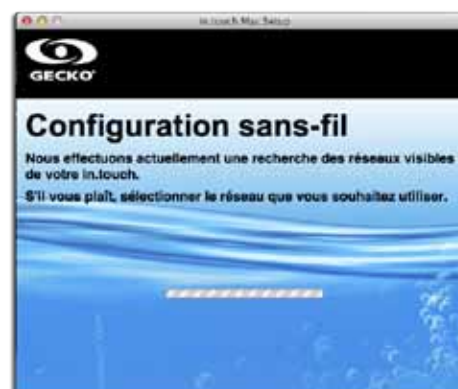 in.touch Mac Setup
GECKO
Configuration sans-fil
Nous effectuons actuellement une recherche des réseaux visibles
de votre in.touch.
S'il vous plaît, sélectionner le réseau que vous souhaitez utiliser.